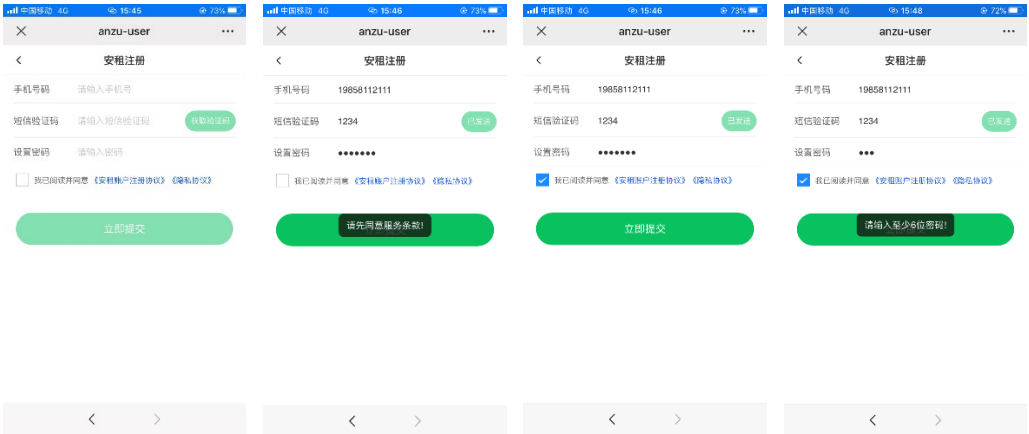 中国移动 4G 15:45 73%
anzu-user
安租注册
手机号码 请输入手机号
短信验证码 请输入短信验证码 获取验证码
设置密码 请输入密码
我已阅读并同意 《安租账户注册协议》 《隐私协议》
立即提交
中国移动 4G 15:46 73%
anzu-user
安租注册
手机号码 19858112111
短信验证码 1234 已发送
设置密码 •••••••
我已阅读并同意 《安租账户注册协议》 《隐私协议》
请先同意服务条款!
中国移动 4G 15:46 73%
anzu-user
安租注册
手机号码 19858112111
短信验证码 1234 已发送
设置密码 •••••••
我已阅读并同意 《安租账户注册协议》 《隐私协议》
立即提交
中国移动 4G 15:48 72%
anzu-user
安租注册
手机号码 19858112111
短信验证码 1234 已发送
设置密码 •••
我已阅读并同意 《安租账户注册协议》 《隐私协议》
请输入至少6位密码!